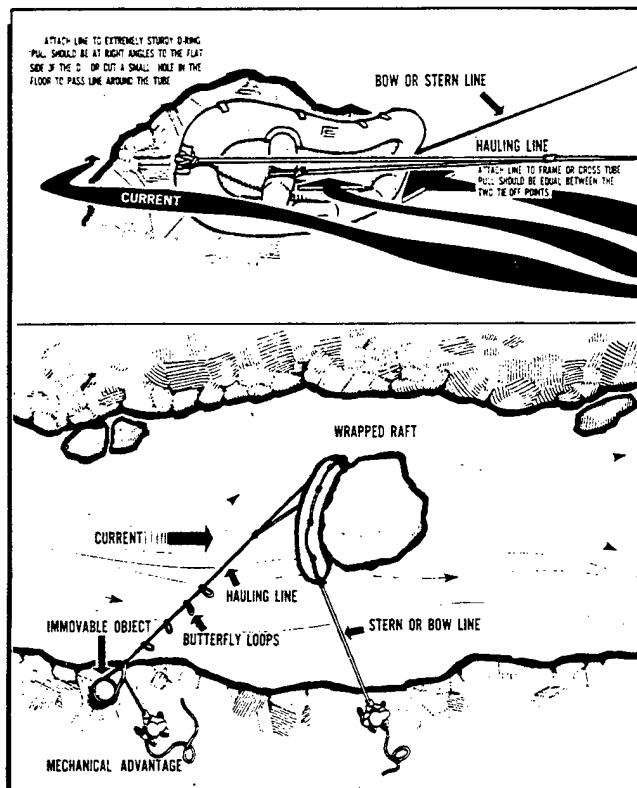 ATTACH LINE TO EXTREMELY STURDY D-RING
PULL SHOULD BE AT RIGHT ANGLES TO THE FLAT
SIDE OF THE D OR CUT A SMALL HOLE IN THE
FLOOR TO PASS LINE AROUND THE TUBE
BOW OR STERN LINE
HAULING LINE
ATTACH LINE TO FRAME OR CROSS TUBE
PULL SHOULD BE EQUAL BETWEEN THE
TWO TIE OFF POINTS
CURRENT
WRAPPED RAFT
CURRENT
HAULING LINE
IMMOVABLE OBJECT
BUTTERFLY LOOPS
STERN OR BOW LINE
MECHANICAL ADVANTAGE